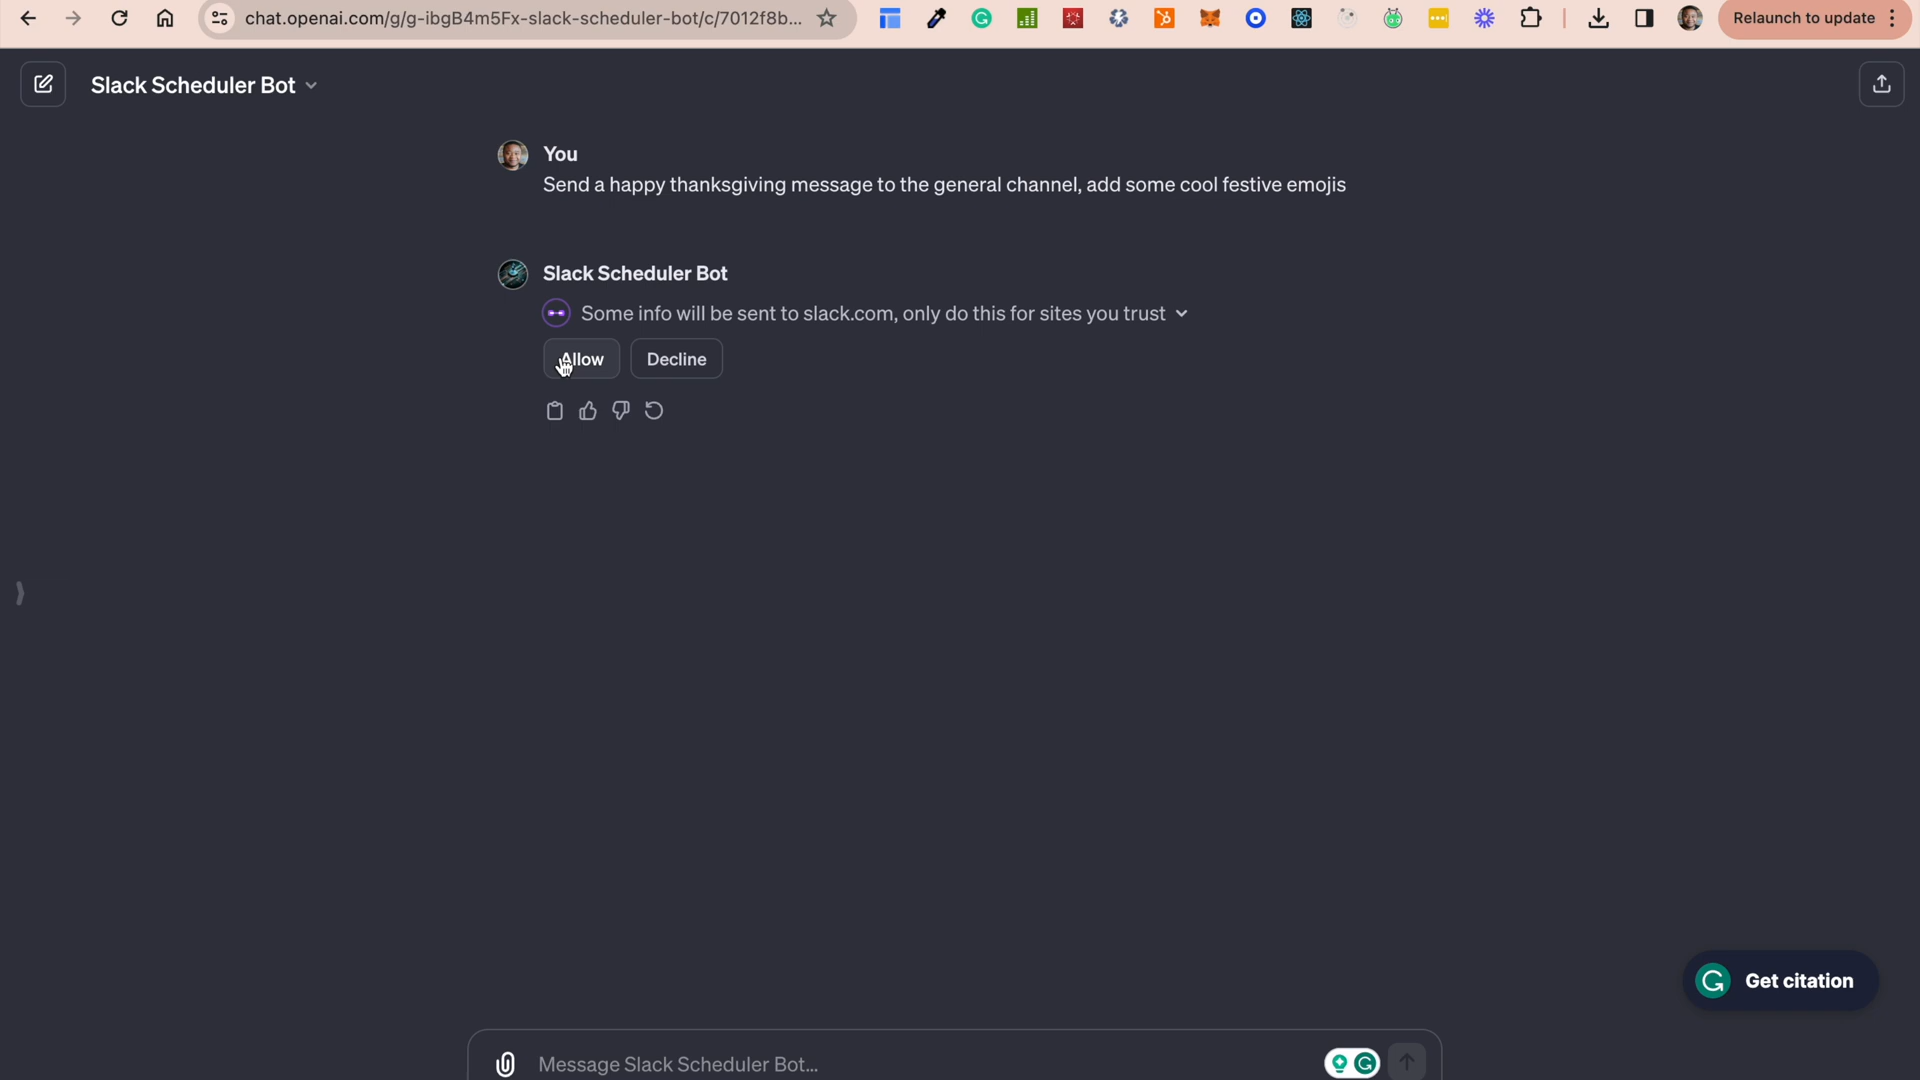 chat.openai.com/g/g-ibgB4m5Fx-slack-scheduler-bot/c/7012f8b...
Relaunch to update
Slack Scheduler Bot
You
Send a happy thanksgiving message to the general channel, add some cool festive emojis
Slack Scheduler Bot
Some info will be sent to slack.com, only do this for sites you trust
Allow Decline
Get citation
Message Slack Scheduler Bot...